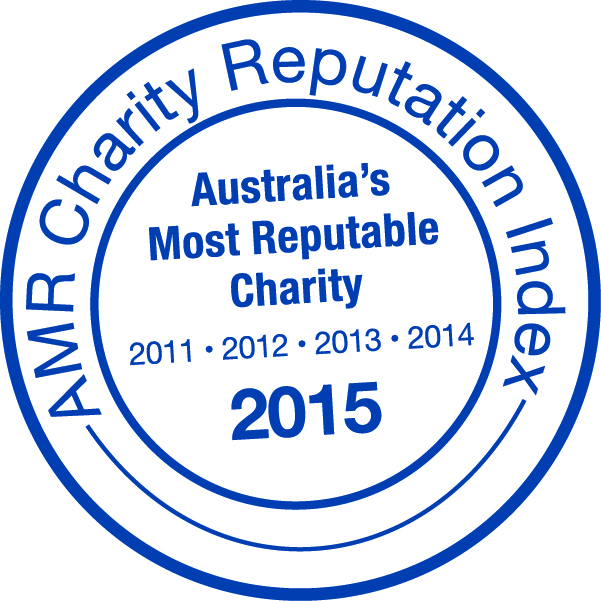 AMR Charity Reputation Index
Australia's
Most Reputable
Charity
2011 • 2012 • 2013 • 2014
2015